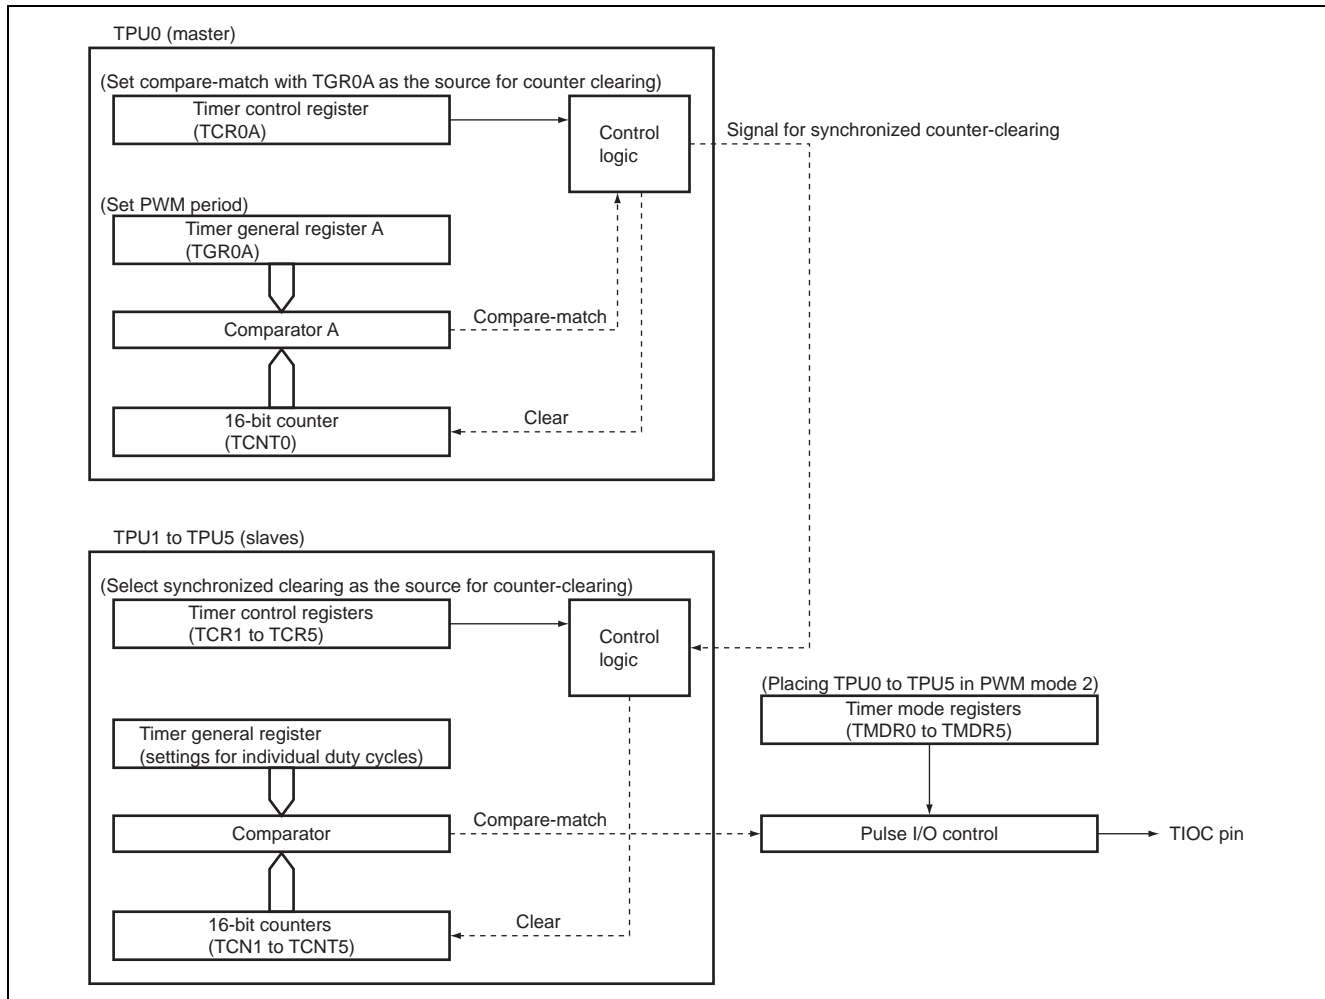 TPU0 (master)
(Set compare-match with TGR0A as the source for counter clearing)
Timer control register
(TCR0A)
Control
logic
Signal for synchronized counter-clearing
(Set PWM period)
Timer general register A
(TGR0A)
Comparator A
Compare-match
16-bit counter
(TCNT0)
Clear
TPU1 to TPU5 (slaves)
(Select synchronized clearing as the source for counter-clearing)
Timer control registers
(TCR1 to TCR5)
Control
logic
(Placing TPU0 to TPU5 in PWM mode 2)
Timer mode registers
(TMDR0 to TMDR5)
Timer general register
(settings for individual duty cycles)
Comparator
Compare-match
Pulse I/O control
TIOC pin
16-bit counters
(TCN1 to TCNT5)
Clear